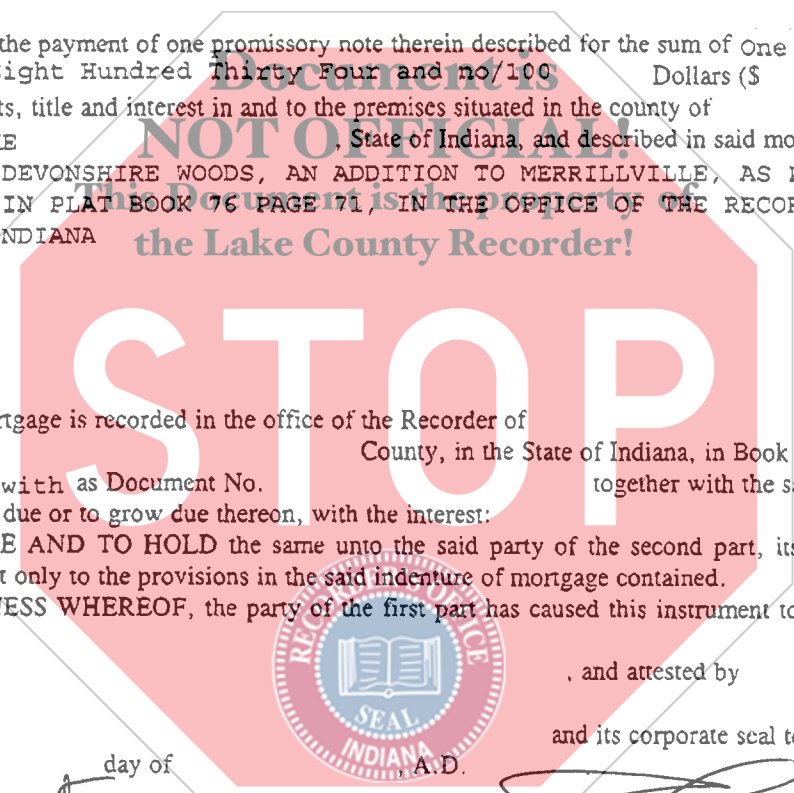 the payment of one promissory note therein described for the sum of One
ight Hundred Thirty Four and no/100 Dollars ($
Document is
ts, title and interest in and to the premises situated in the county of
E , State of Indiana, and described in said mo
NOT OFFICIAL!
DEVONSHIRE WOODS, AN ADDITION TO MERRILLVILLE, AS
This Document is the property of
IN PLAT BOOK 76 PAGE 71, IN THE OFFICE OF THE RECOR
NDIANA
the Lake County Recorder!
STOP
rtgage is recorded in the office of the Recorder of
County, in the State of Indiana, in Book
with as Document No. together with the sa
due or to grow due thereon, with the interest:
E AND TO HOLD the same unto the said party of the second part, its
t only to the provisions in the said indenture of mortgage contained.
ESS WHEREOF, the party of the first part has caused this instrument to
RECORDER'S OFFICE
SEAL
INDIANA
, and attested by
and its corporate seal t
day of , A.D.